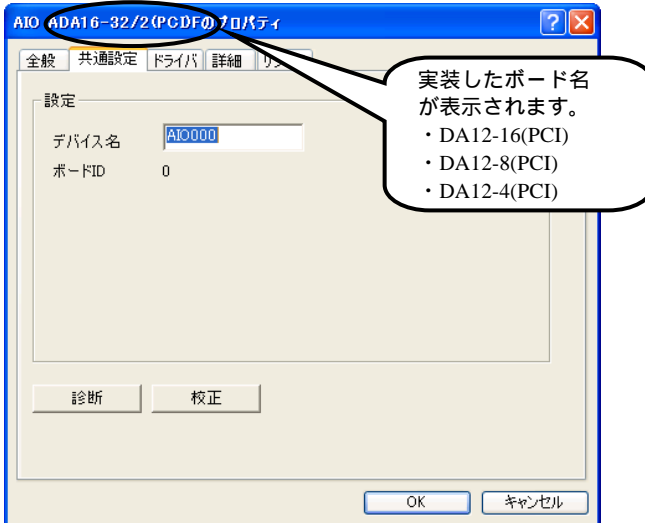 AIO ADA16-32/2(PCI)Fのプロパティ
全般 共通設定 ドライバ 詳細
実装したボード名
が表示されます。
・DA12-16(PCI)
・DA12-8(PCI)
・DA12-4(PCI)
設定
デバイス名 AIO000
ボードID 0
診断 校正
OK キャンセル